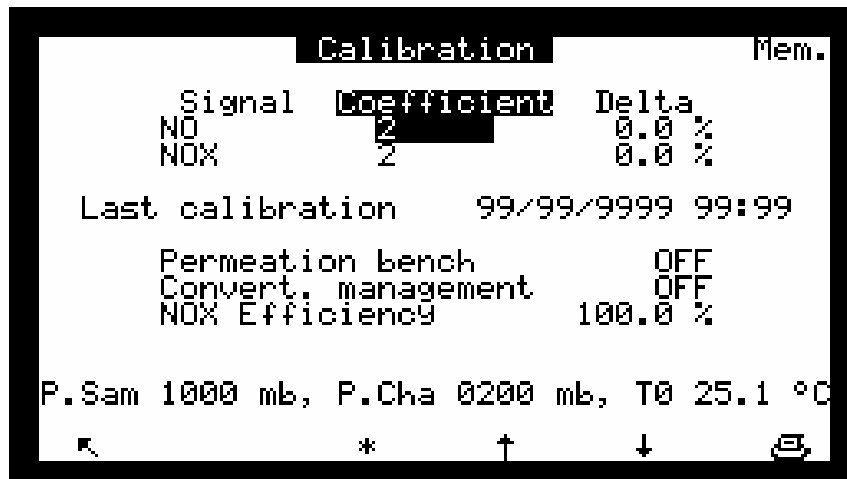 Calibration Mem.
Signal Coefficient Delta
NO 2 0.0 %
NOX 2 0.0 %
Last calibration 99/99/9999 99:99
Permeation bench OFF
Convert. management OFF
NOX Efficiency 100.0 %
P.Sam 1000 mb, P.Cha 0200 mb, T0 25.1 °C
* ↑ ↓